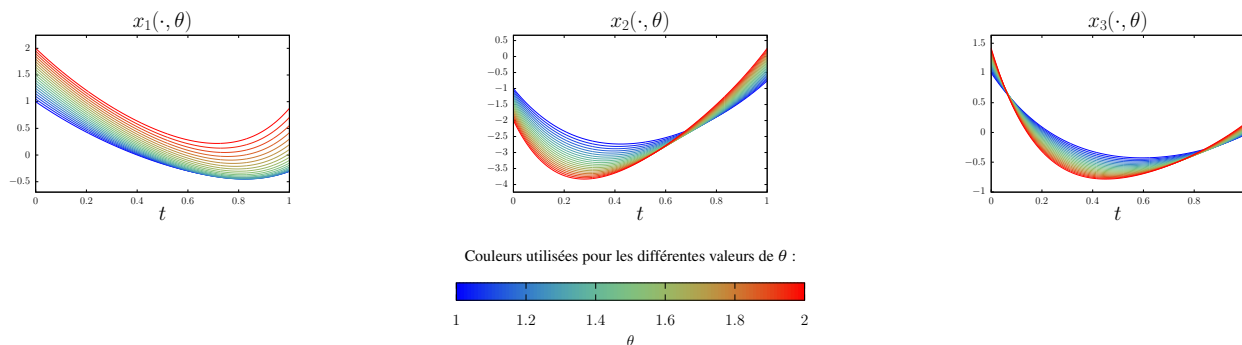 x₁(·, θ)
2
1.5
1
0.5
0
−0.5
0 0.2 0.4 0.6 0.8 1
t
x₂(·, θ)
0.5
0
−0.5
−1
−1.5
−2
−2.5
−3
−3.5
−4
0 0.2 0.4 0.6 0.8 1
t
x₃(·, θ)
1.5
1
0.5
0
−0.5
−1
0 0.2 0.4 0.6 0.8
t
Couleurs utilisées pour les différentes valeurs de θ :
1 1.2 1.4 1.6 1.8 2
θ